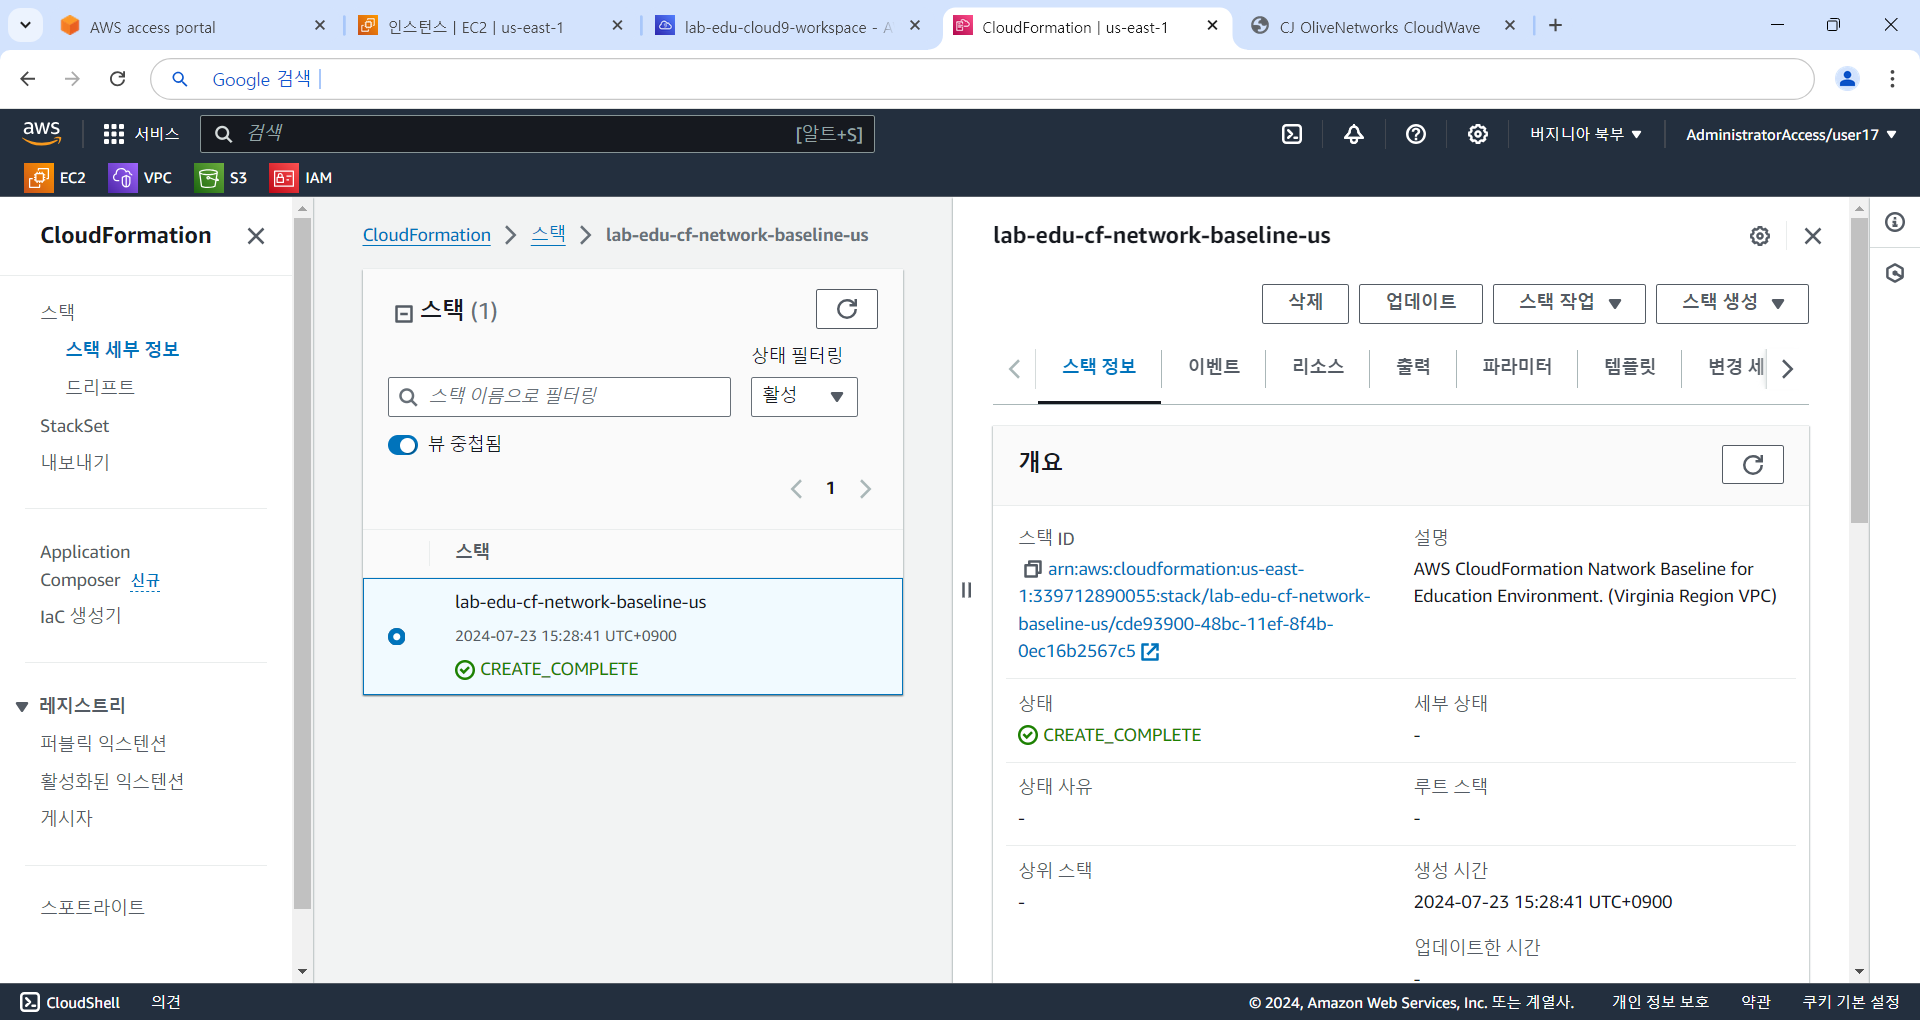 AWS access portal
인스턴스 | EC2 | us-east-1
lab-edu-cloud9-workspace - A
CloudFormation | us-east-1
CJ OliveNetworks CloudWave
Google 검색
aws
서비스
검색
[알트+S]
버지니아 북부
AdministratorAccess/user17
EC2
VPC
S3
IAM
CloudFormation
스택
스택 세부 정보
드리프트
StackSet
내보내기
Application
Composer 신규
IaC 생성기
레지스트리
퍼블릭 익스텐션
활성화된 익스텐션
게시자
스포트라이트
CloudFormation
스택
lab-edu-cf-network-baseline-us
스택 (1)
상태 필터링
스택 이름으로 필터링
활성
뷰 중첩됨
1
스택
lab-edu-cf-network-baseline-us
2024-07-23 15:28:41 UTC+0900
CREATE_COMPLETE
lab-edu-cf-network-baseline-us
삭제
업데이트
스택 작업
스택 생성
스택 정보
이벤트
리소스
출력
파라미터
템플릿
변경 세
개요
스택 ID
arn:aws:cloudformation:us-east-
1:339712890055:stack/lab-edu-cf-network-
baseline-us/cde93900-48bc-11ef-8f4b-
0ec16b2567c5
설명
AWS CloudFormation Natwork Baseline for
Education Environment. (Virginia Region VPC)
상태
CREATE_COMPLETE
세부 상태
-
상태 사유
-
루트 스택
-
상위 스택
-
생성 시간
2024-07-23 15:28:41 UTC+0900
업데이트한 시간
-
CloudShell
의견
© 2024, Amazon Web Services, Inc. 또는 계열사.
개인 정보 보호
약관
쿠키 기본 설정